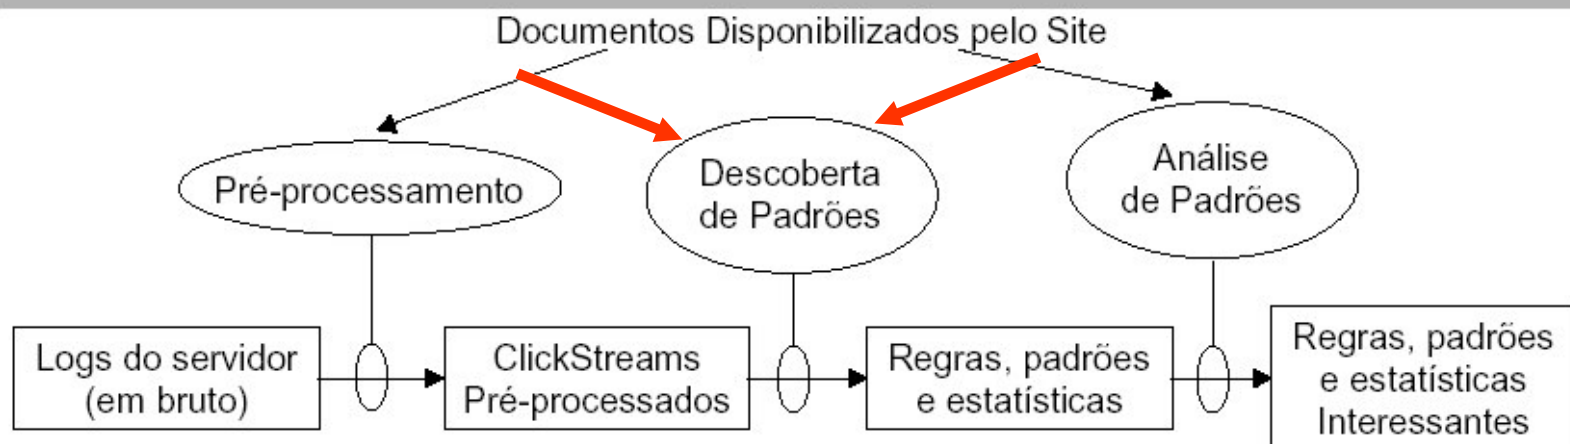 Documentos Disponibilizados pelo Site
Pré-processamento
Descoberta
de Padrões
Análise
de Padrões
Logs do servidor
(em bruto)
ClickStreams
Pré-processados
Regras, padrões
e estatísticas
Regras, padrões
e estatísticas
Interessantes